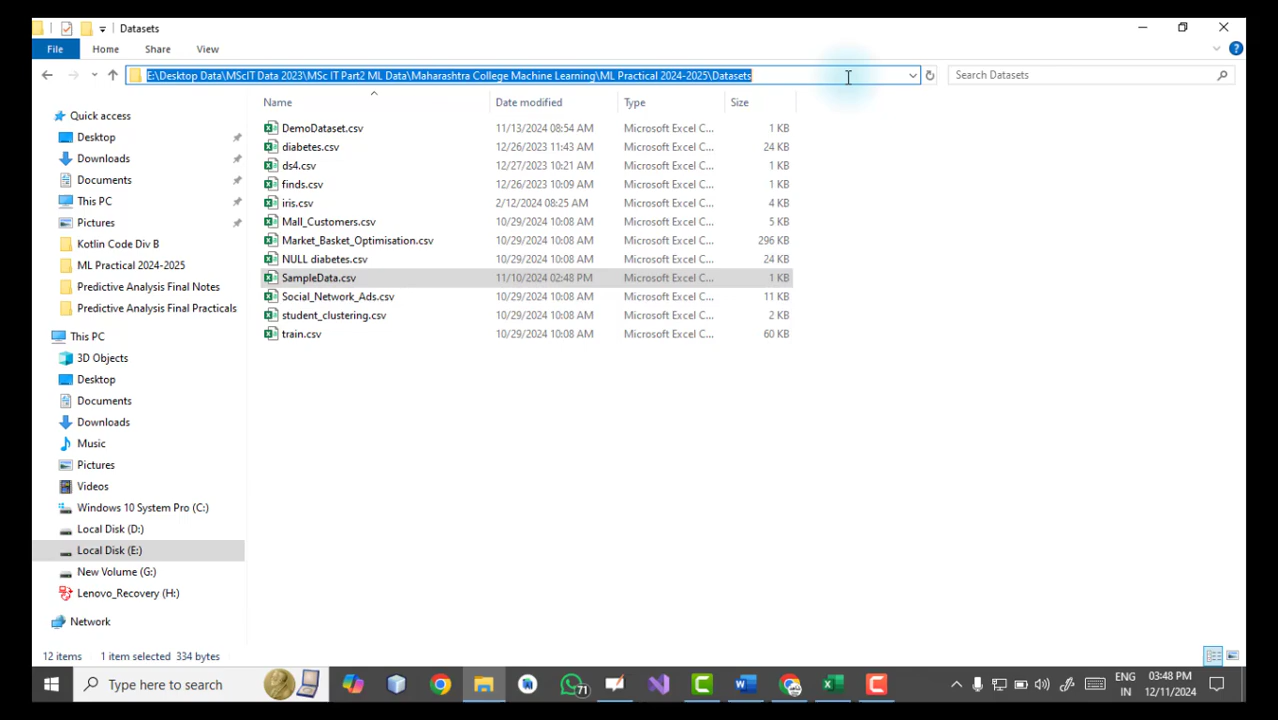 Datasets
File Home Share View
E:\Desktop Data\MScIT Data 2023\MSc IT Part2 ML Data\Maharashtra College Machine Learning\ML Practical 2024-2025\Datasets
Search Datasets
Name Date modified Type Size
Quick access
Desktop
Downloads
Documents
This PC
Pictures
Kotlin Code Div B
ML Practical 2024-2025
Predictive Analysis Final Notes
Predictive Analysis Final Practicals
This PC
3D Objects
Desktop
Documents
Downloads
Music
Pictures
Videos
Windows 10 System Pro (C:)
Local Disk (D:)
Local Disk (E:)
New Volume (G:)
Lenovo_Recovery (H:)
Network
DemoDataset.csv 11/13/2024 08:54 AM Microsoft Excel C... 1 KB
diabetes.csv 12/26/2023 11:43 AM Microsoft Excel C... 24 KB
ds4.csv 12/27/2023 10:21 AM Microsoft Excel C... 1 KB
finds.csv 12/26/2023 10:09 AM Microsoft Excel C... 1 KB
iris.csv 2/12/2024 08:25 AM Microsoft Excel C... 4 KB
Mall_Customers.csv 10/29/2024 10:08 AM Microsoft Excel C... 5 KB
Market_Basket_Optimisation.csv 10/29/2024 10:08 AM Microsoft Excel C... 296 KB
NULL diabetes.csv 10/29/2024 10:08 AM Microsoft Excel C... 24 KB
SampleData.csv 11/10/2024 02:48 PM Microsoft Excel C... 1 KB
Social_Network_Ads.csv 10/29/2024 10:08 AM Microsoft Excel C... 11 KB
student_clustering.csv 10/29/2024 10:08 AM Microsoft Excel C... 2 KB
train.csv 10/29/2024 10:08 AM Microsoft Excel C... 60 KB
12 items 1 item selected 334 bytes
Type here to search
71
ENG
IN
03:48 PM
12/11/2024